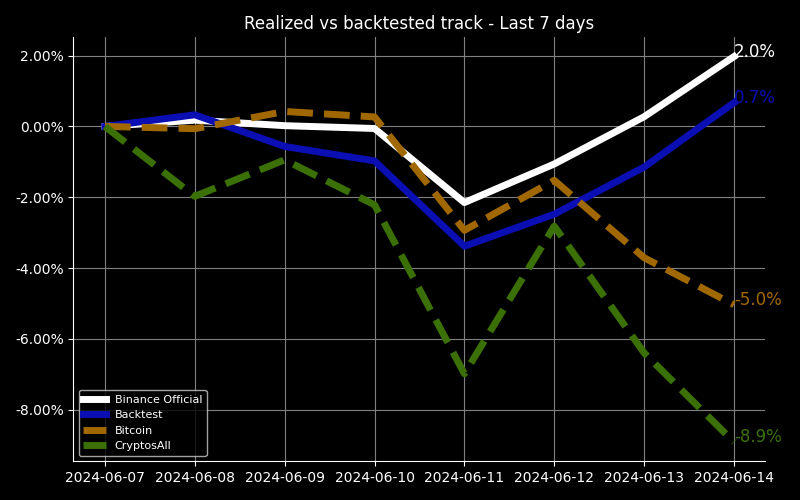 Realized vs backtested track - Last 7 days
2.00%
0.00%
-2.00%
-4.00%
-6.00%
-8.00%
2.0%
0.7%
-5.0%
-8.9%
Binance Official
Backtest
Bitcoin
CryptosAll
2024-06-07 2024-06-08 2024-06-09 2024-06-10 2024-06-11 2024-06-12 2024-06-13 2024-06-14